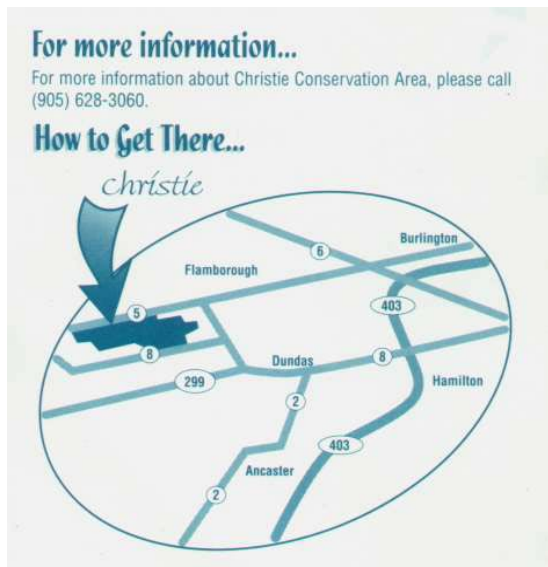 For more information...
For more information about Christie Conservation Area, please call
(905) 628-3060.
How to Get There...
christie
Burlington
6
Flamborough
403
5
8
Dundas
8
299
Hamilton
2
403
Ancaster
2